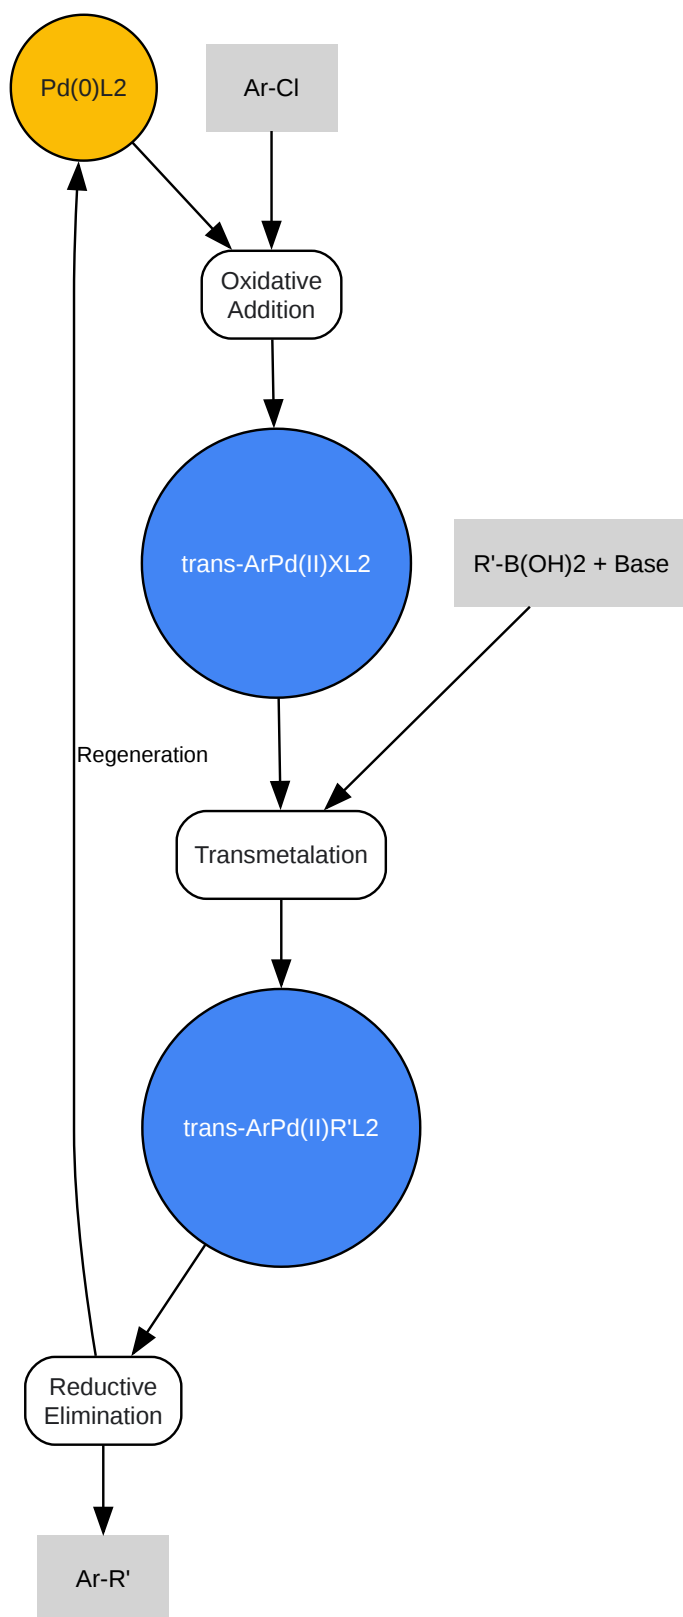 Pd(0)L2
Ar-Cl
Oxidative
Addition
trans-ArPd(II)XL2
R'-B(OH)2 + Base
Regeneration
Transmetalation
trans-ArPd(II)R'L2
Reductive
Elimination
Ar-R'